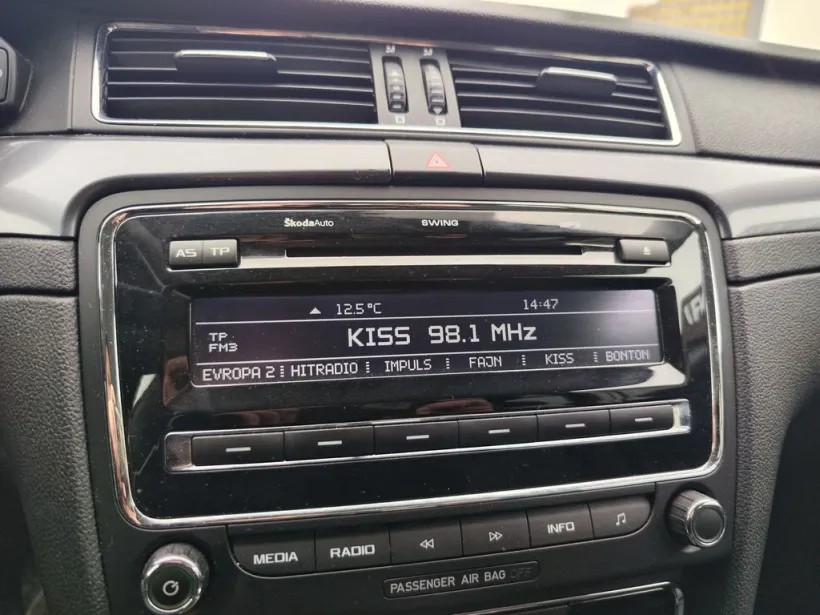 ŠkodaAuto SWING
AS TP
12.5°C 14:47
TP
FM3
KISS 98.1 MHz
EVROPA 2 HITRADIO IMPULS FAJN KISS BONTON
MEDIA RADIO INFO
PASSENGER AIR BAG OFF